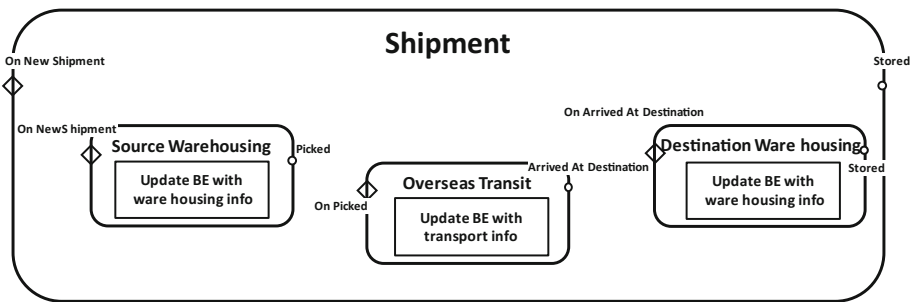 Shipment
On New Shipment
Stored
On NewS hipment
Source Warehousing
Picked
Update BE with
ware housing info
On Picked
Overseas Transit
Arrived At Destination
Update BE with
transport info
On Arrived At Destination
Destination Ware housing
Stored
Update BE with
ware housing info